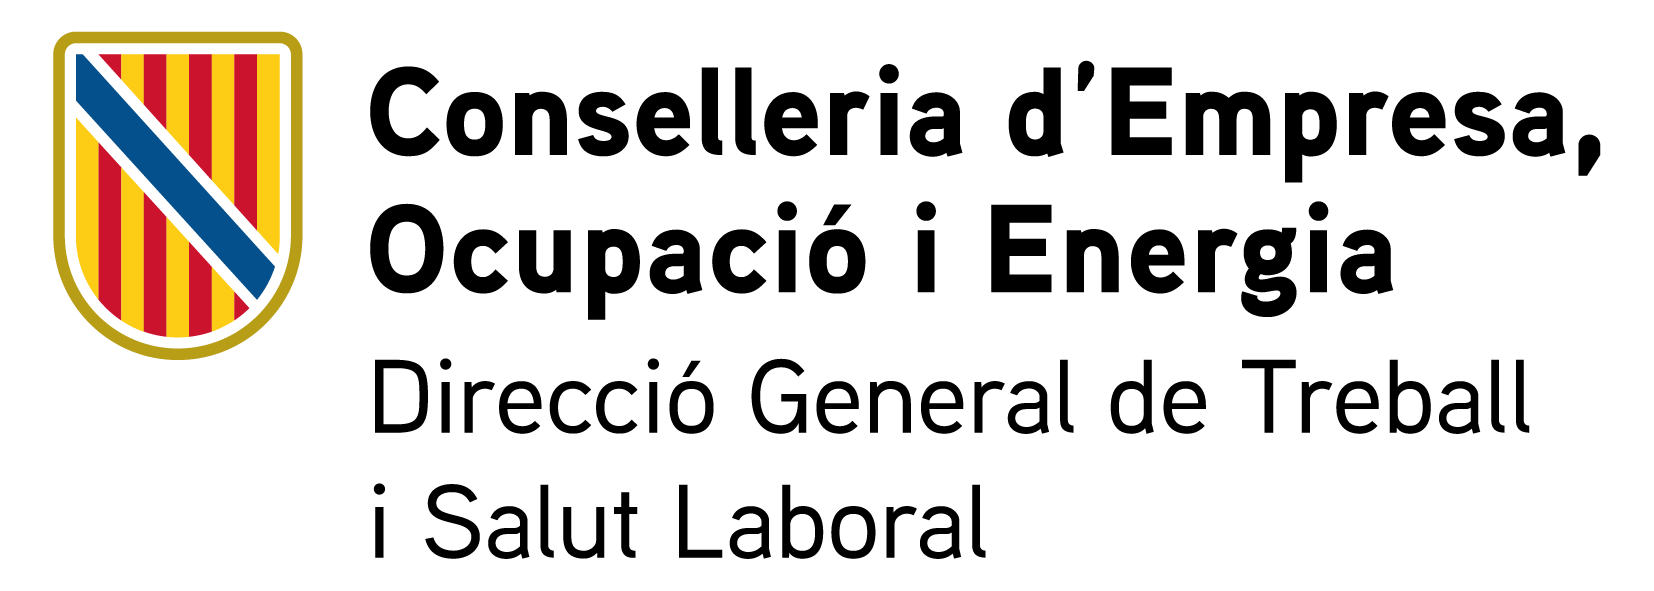 Conselleria d’Empresa,
Ocupació i Energia
Direcció General de Treball
i Salut Laboral